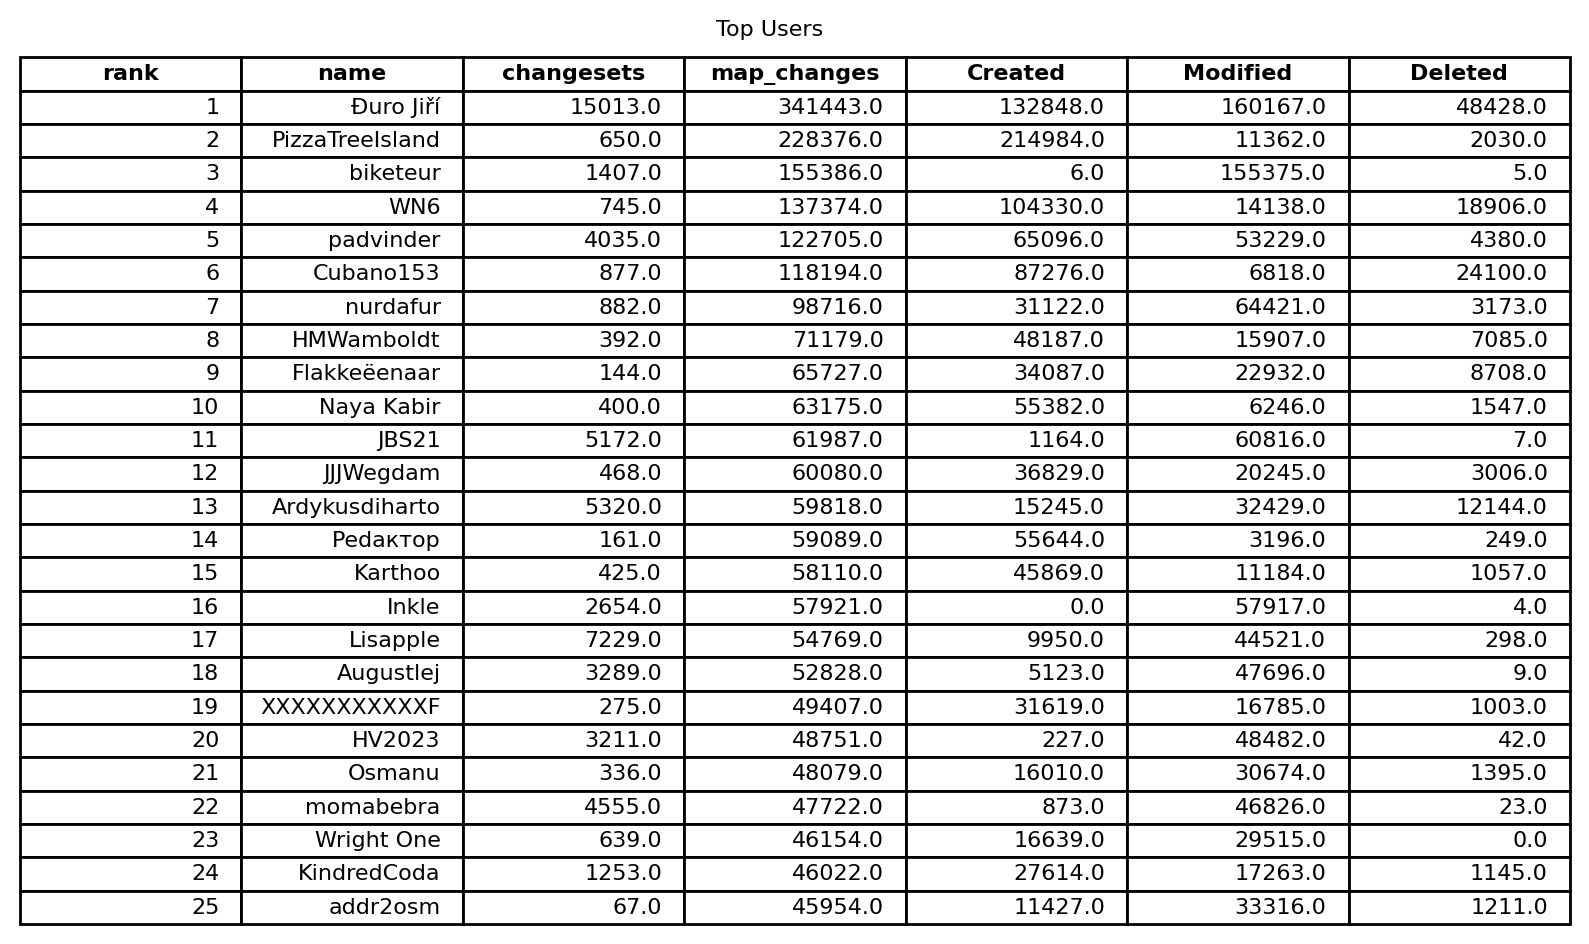 Top Users
rank name changesets map_changes Created Modified Deleted
1 Đuro Jiří 15013.0 341443.0 132848.0 160167.0 48428.0
2 PizzaTreeIsland 650.0 228376.0 214984.0 11362.0 2030.0
3 biketeur 1407.0 155386.0 6.0 155375.0 5.0
4 WN6 745.0 137374.0 104330.0 14138.0 18906.0
5 padvinder 4035.0 122705.0 65096.0 53229.0 4380.0
6 Cubano153 877.0 118194.0 87276.0 6818.0 24100.0
7 nurdafur 882.0 98716.0 31122.0 64421.0 3173.0
8 HMWamboldt 392.0 71179.0 48187.0 15907.0 7085.0
9 Flakkeëenaar 144.0 65727.0 34087.0 22932.0 8708.0
10 Naya Kabir 400.0 63175.0 55382.0 6246.0 1547.0
11 JBS21 5172.0 61987.0 1164.0 60816.0 7.0
12 JJJWegdam 468.0 60080.0 36829.0 20245.0 3006.0
13 Ardykusdiharto 5320.0 59818.0 15245.0 32429.0 12144.0
14 Pedaктор 161.0 59089.0 55644.0 3196.0 249.0
15 Karthoo 425.0 58110.0 45869.0 11184.0 1057.0
16 Inkle 2654.0 57921.0 0.0 57917.0 4.0
17 Lisapple 7229.0 54769.0 9950.0 44521.0 298.0
18 Augustlej 3289.0 52828.0 5123.0 47696.0 9.0
19 XXXXXXXXXXXF 275.0 49407.0 31619.0 16785.0 1003.0
20 HV2023 3211.0 48751.0 227.0 48482.0 42.0
21 Osmanu 336.0 48079.0 16010.0 30674.0 1395.0
22 momabebra 4555.0 47722.0 873.0 46826.0 23.0
23 Wright One 639.0 46154.0 16639.0 29515.0 0.0
24 KindredCoda 1253.0 46022.0 27614.0 17263.0 1145.0
25 addr2osm 67.0 45954.0 11427.0 33316.0 1211.0